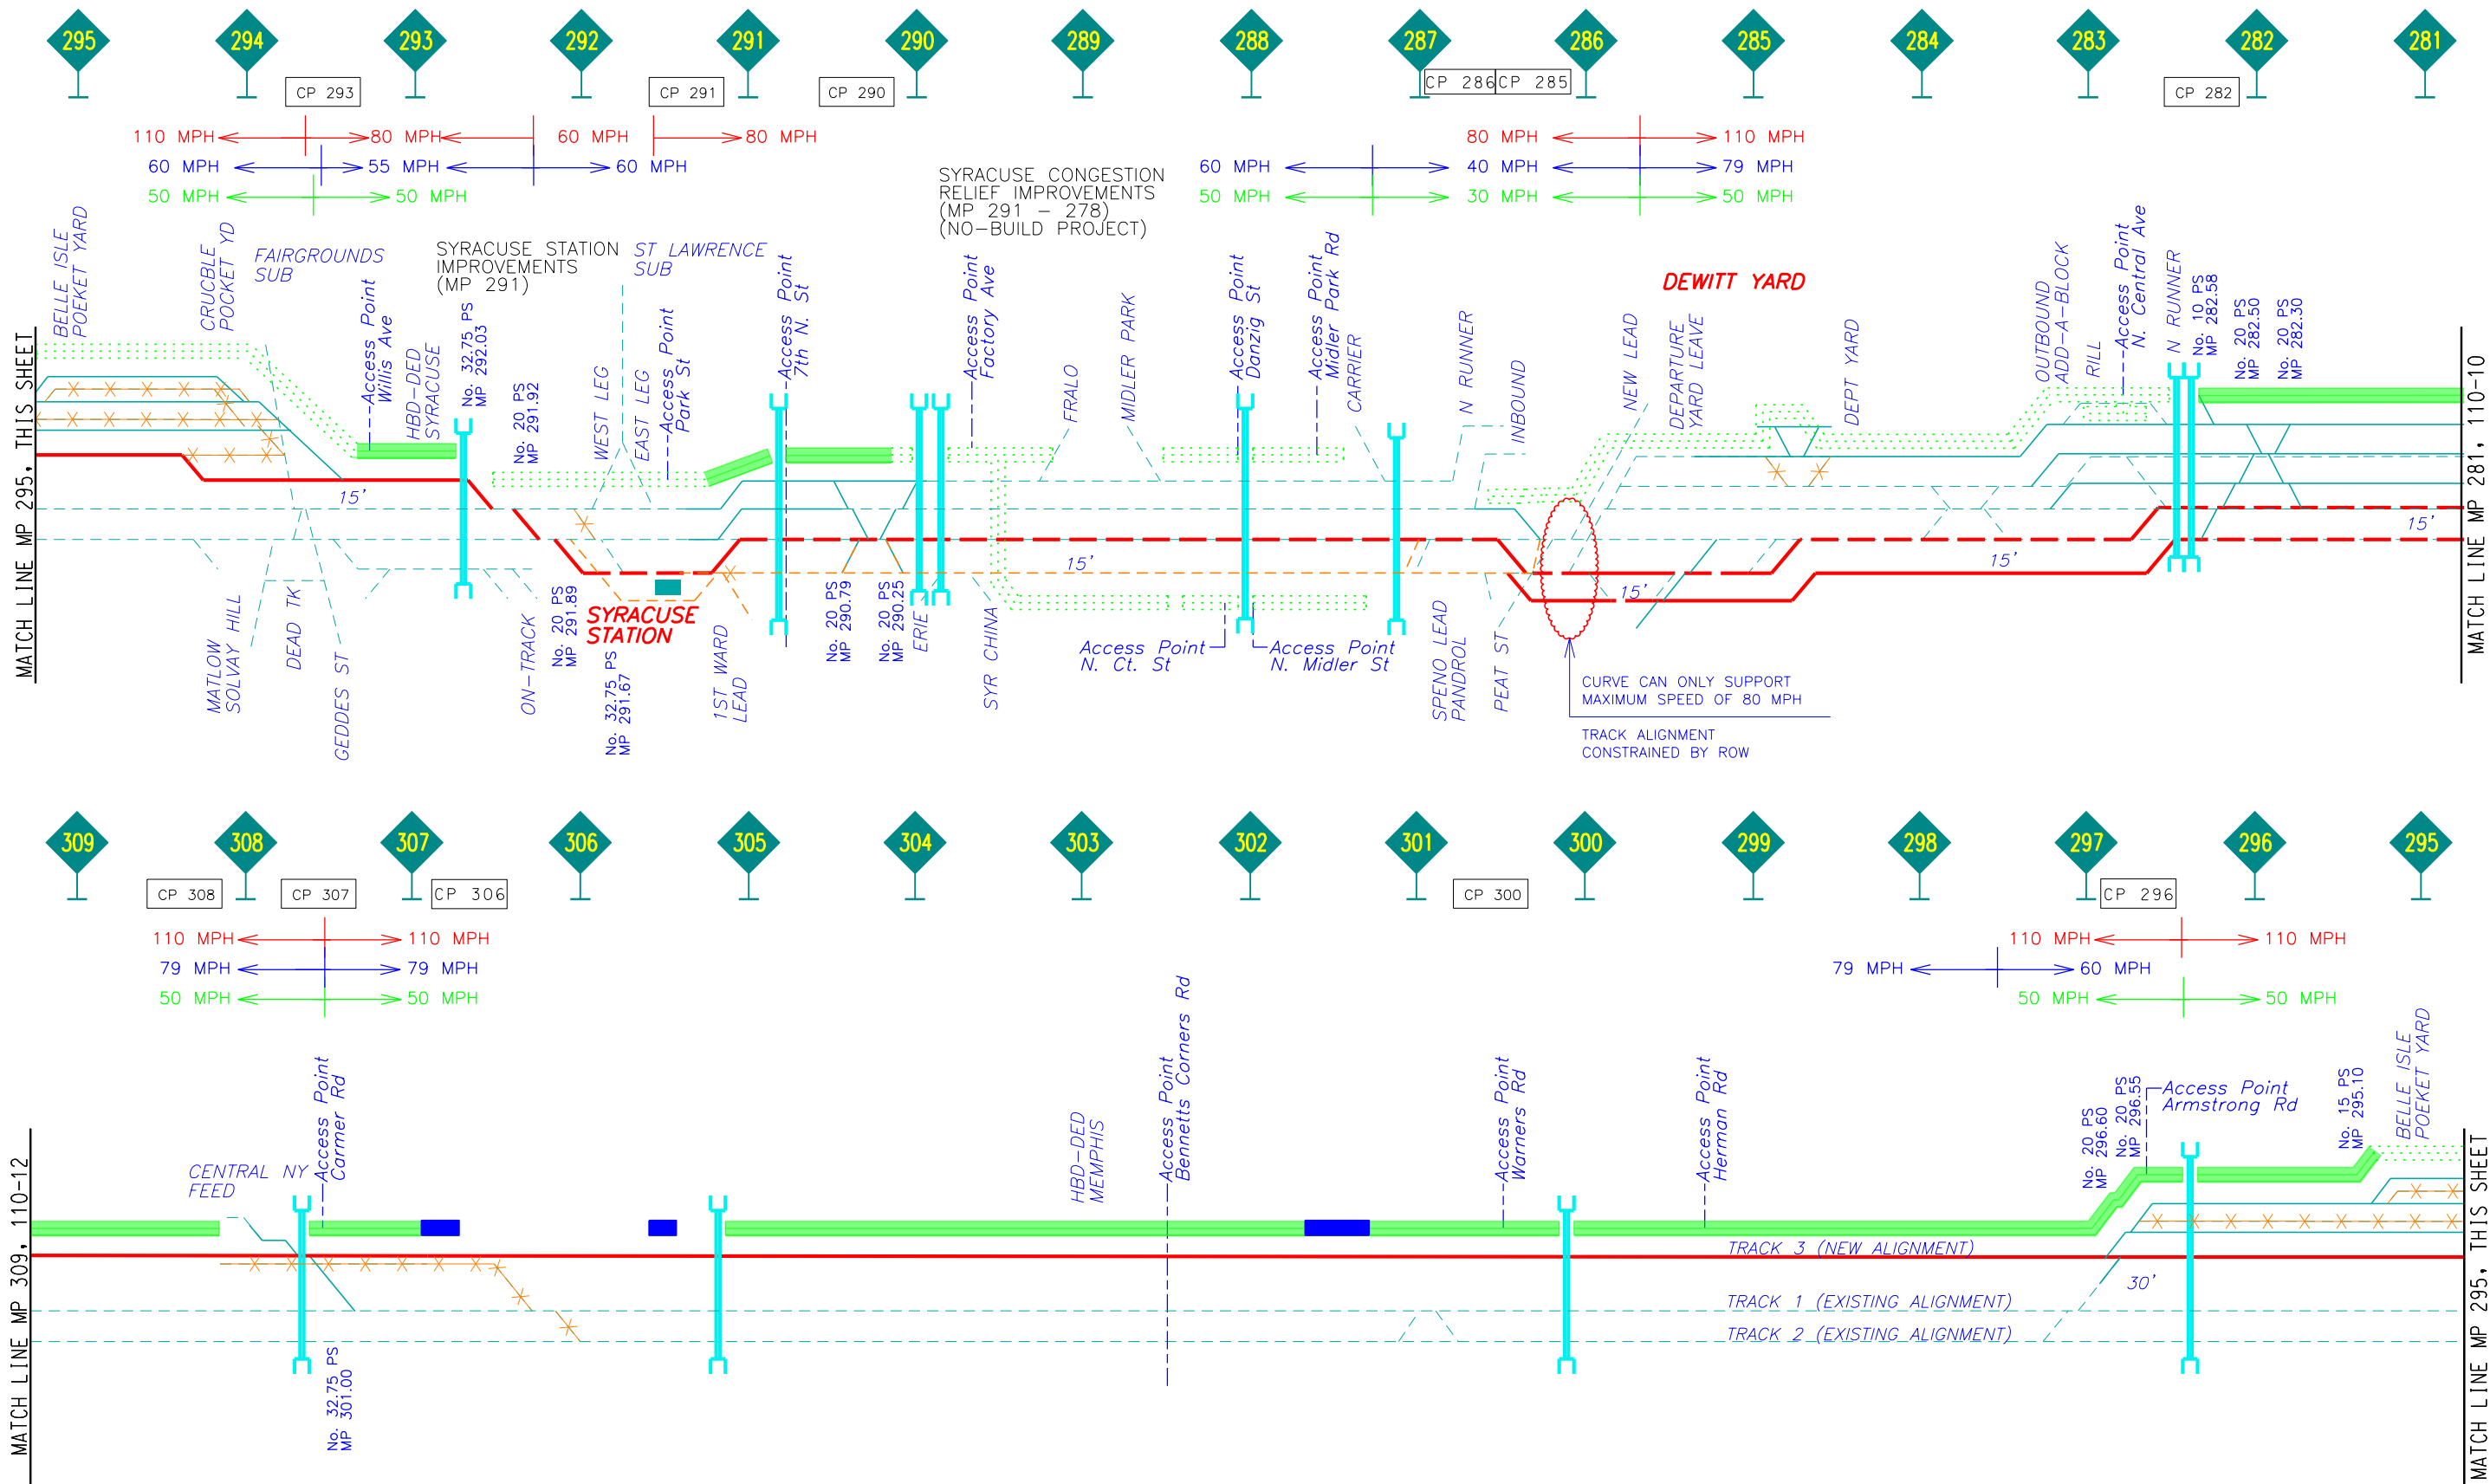 295 294 293 292 291 290 289 288 287 286 285 284 283 282 281
CP 293
CP 291
CP 290
CP 286
CP 285
CP 282
110 MPH
80 MPH
60 MPH
80 MPH
80 MPH
110 MPH
60 MPH
55 MPH
60 MPH
60 MPH
40 MPH
79 MPH
50 MPH
50 MPH
50 MPH
30 MPH
50 MPH
SYRACUSE CONGESTION
RELIEF IMPROVEMENTS
(MP 291 - 278)
(NO-BUILD PROJECT)
MATCH LINE MP 295, THIS SHEET
BELLE ISLE
POEKET YARD
CRUCBLE
POCKET YD
FAIRGROUNDS
SUB
Access Point
Willis Ave
HBD-DED
SYRACUSE
SYRACUSE STATION
IMPROVEMENTS
(MP 291)
No. 32.75 PS
MP 292.03
No. 20 PS
MP 291.92
ST LAWRENCE
SUB
WEST LEG
EAST LEG
Access Point
Park St
Access Point
7th N. St
Access Point
Factory Ave
FRALO
MIDLER PARK
Access Point
Danzig St
Access Point
Midler Park Rd
CARRIER
N RUNNER
INBOUND
NEW LEAD
DEWITT YARD
DEPARTURE
YARD LEAVE
DEPT YARD
OUTBOUND
ADD-A-BLOCK
RILL
Access Point
N. Central Ave
N RUNNER
No. 10 PS
MP 282.58
No. 20 PS
MP 282.50
No. 20 PS
MP 282.30
MATCH LINE MP 281, 110-10
15'
15'
15'
15'
15'
MATLOW
SOLVAY HILL
DEAD TK
GEDDES ST
ON-TRACK
No. 20 PS
MP 291.89
SYRACUSE
STATION
No. 32.75 PS
MP 291.67
1ST WARD
LEAD
No. 20 PS
MP 290.79
No. 20 PS
MP 290.25
ERIE
SYR CHINA
Access Point
N. Ct. St
Access Point
N. Midler St
SPENO LEAD
PANDROL
PEAT ST
CURVE CAN ONLY SUPPORT
MAXIMUM SPEED OF 80 MPH
TRACK ALIGNMENT
CONSTRAINED BY ROW
309 308 307 306 305 304 303 302 301 300 299 298 297 296 295
CP 308
CP 307
CP 306
CP 300
CP 296
110 MPH
110 MPH
110 MPH
110 MPH
79 MPH
79 MPH
79 MPH
60 MPH
50 MPH
50 MPH
50 MPH
50 MPH
MATCH LINE MP 309, 110-12
CENTRAL NY
FEED
Access Point
Carmer Rd
No. 32.75 PS
MP 301.00
HBD-DED
MEMPHIS
Access Point
Bennetts Corners Rd
Access Point
Warners Rd
Access Point
Herman Rd
No. 20 PS
MP 296.60
No. 20 PS
MP 296.55
Access Point
Armstrong Rd
No. 15 PS
MP 295.10
BELLE ISLE
POEKET YARD
TRACK 3 (NEW ALIGNMENT)
30'
TRACK 1 (EXISTING ALIGNMENT)
TRACK 2 (EXISTING ALIGNMENT)
MATCH LINE MP 295, THIS SHEET